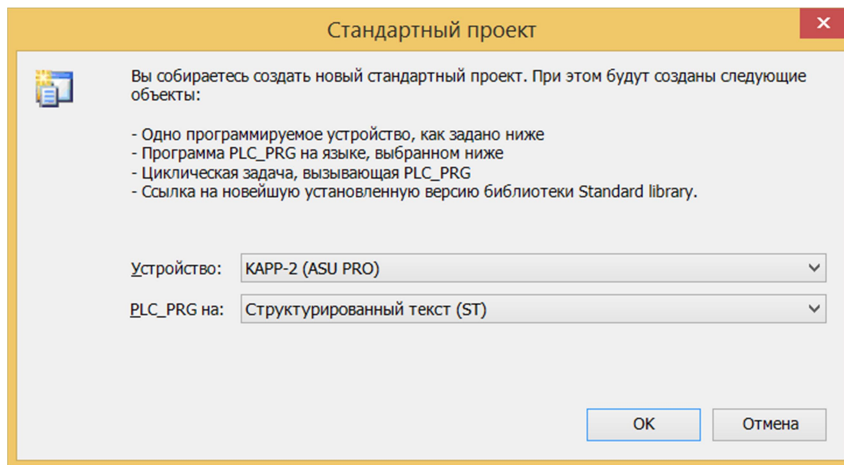 Стандартный проект
Вы собираетесь создать новый стандартный проект. При этом будут созданы следующие
объекты:
- Одно программируемое устройство, как задано ниже
- Программа PLC_PRG на языке, выбранном ниже
- Циклическая задача, вызывающая PLC_PRG
- Ссылка на новейшую установленную версию библиотеки Standard library.
Устройство: KAPP-2 (ASU PRO)
PLC_PRG на: Структурированный текст (ST)
OK Отмена